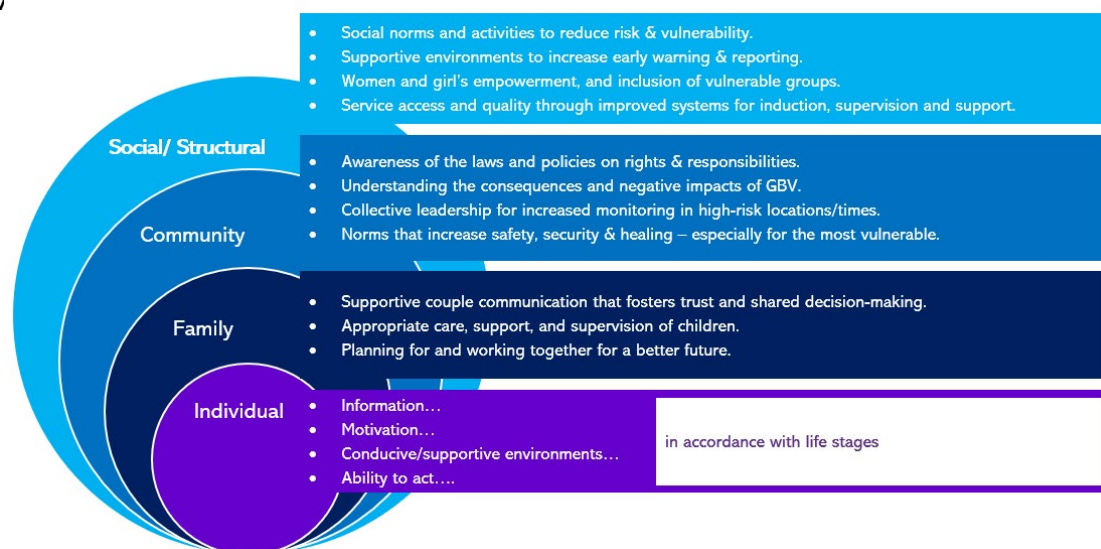 • Social norms and activities to reduce risk & vulnerability.
• Supportive environments to increase early warning & reporting.
• Women and girl's empowerment, and inclusion of vulnerable groups.
• Service access and quality through improved systems for induction, supervision and support.
Social/ Structural
• Awareness of the laws and policies on rights & responsibilities.
• Understanding the consequences and negative impacts of GBV.
• Collective leadership for increased monitoring in high-risk locations/times.
• Norms that increase safety, security & healing – especially for the most vulnerable.
Community
• Supportive couple communication that fosters trust and shared decision-making.
• Appropriate care, support, and supervision of children.
• Planning for and working together for a better future.
Family
Individual
• Information…
• Motivation…
• Conducive/supportive environments…
• Ability to act….
in accordance with life stages